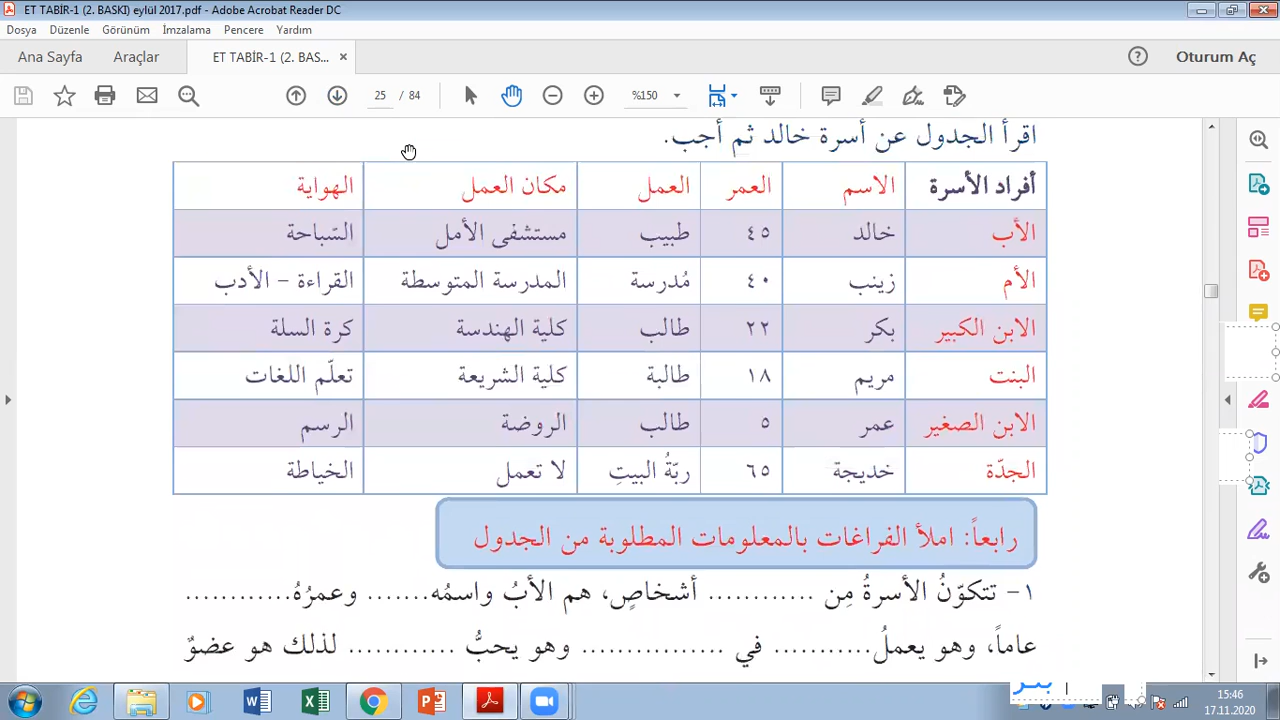 ET TABİR-1 (2. BASKI) eylül 2017.pdf - Adobe Acrobat Reader DC
Dosya Düzenle Görünüm İmzalama Pencere Yardım
Ana Sayfa Araçlar ET TABİR-1 (2. BAS... × Oturum Aç
25 / 84 %150
اقرأ الجدول عن أسرة خالد ثم أجب.
أفراد الأسرة الاسم العمر العمل مكان العمل الهواية
الأب خالد ٤٥ طبيب مستشفى الأمل السّباحة
الأم زينب ٤٠ مُدرسة المدرسة المتوسطة القراءة – الأدب
الابن الكبير بكر ٢٢ طالب كلية الهندسة كرة السلة
البنت مريم ١٨ طالبة كلية الشريعة تعلّم اللغات
الابن الصغير عمر ٥ طالب الروضة الرسم
الجدّة خديجة ٦٥ ربّةُ البيتِ لا تعمل الخياطة
رابعاً: املأ الفراغات بالمعلومات المطلوبة من الجدول
١- تتكوّنُ الأسرةُ مِن ............ أشخاصٍ، هم الأبُ واسمُه....... وعمرُهُ............
عاماً، وهو يعملُ........... في ................ وهو يحبُّ ............ لذلك هو عضوٌ
15:46
17.11.2020